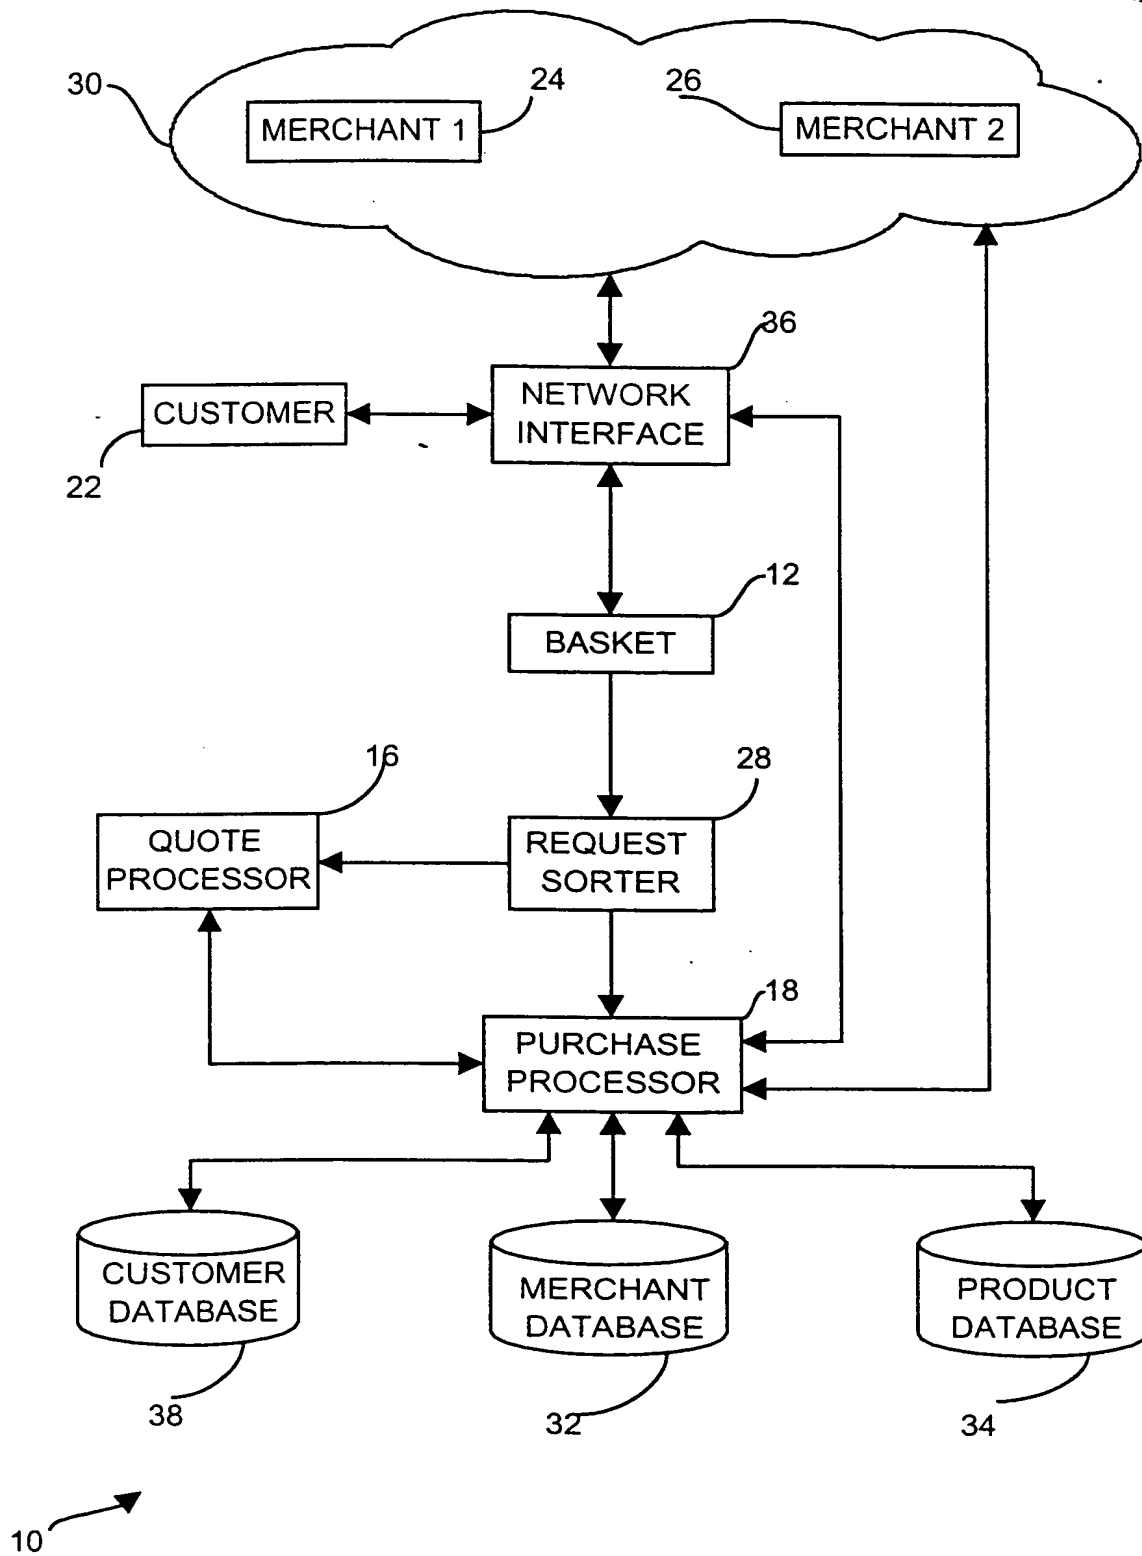 30
24
26
MERCHANT 1
MERCHANT 2
36
CUSTOMER
NETWORK
INTERFACE
22
12
BASKET
16
28
QUOTE
PROCESSOR
REQUEST
SORTER
18
PURCHASE
PROCESSOR
CUSTOMER
DATABASE
MERCHANT
DATABASE
PRODUCT
DATABASE
38
32
34
10